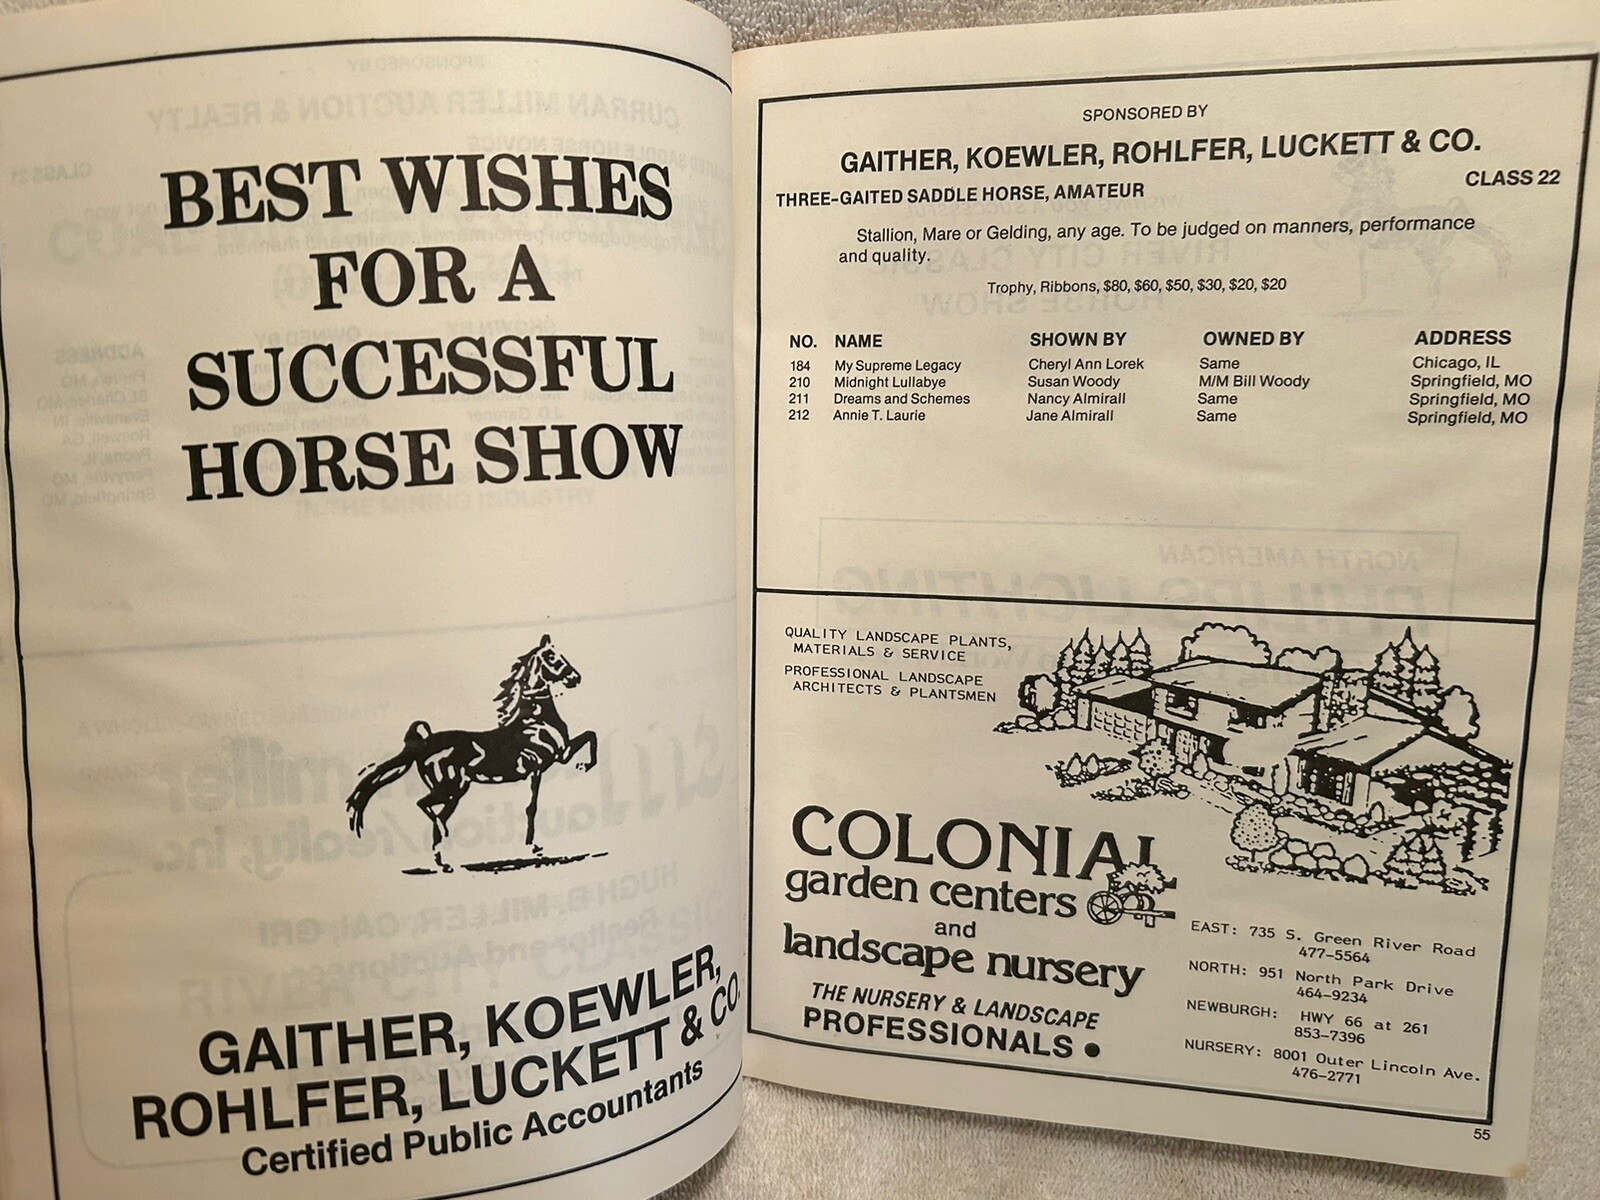 BEST WISHES
FOR A
SUCCESSFUL
HORSE SHOW
GAITHER, KOEWLER,
ROHLFER, LUCKETT & CO.
Certified Public Accountants
SPONSORED BY
GAITHER, KOEWLER, ROHLFER, LUCKETT & CO.
THREE-GAITED SADDLE HORSE, AMATEUR CLASS 22
Stallion, Mare or Gelding, any age. To be judged on manners, performance
and quality.
Trophy, Ribbons, $80, $60, $50, $30, $20, $20
NO. NAME SHOWN BY OWNED BY ADDRESS
184 My Supreme Legacy Cheryl Ann Lorek Same Chicago, IL
210 Midnight Lullabye Susan Woody M/M Bill Woody Springfield, MO
211 Dreams and Schemes Nancy Almirall Same Springfield, MO
212 Annie T. Laurie Jane Almirall Same Springfield, MO
QUALITY LANDSCAPE PLANTS,
MATERIALS & SERVICE
PROFESSIONAL LANDSCAPE
ARCHITECTS & PLANTSMEN
COLONIAL
garden centers
and
landscape nursery
THE NURSERY & LANDSCAPE
PROFESSIONALS •
EAST: 735 S. Green River Road
477-5564
NORTH: 951 North Park Drive
464-9234
NEWBURGH: HWY 66 at 261
853-7396
NURSERY: 8001 Outer Lincoln Ave.
476-2771
55